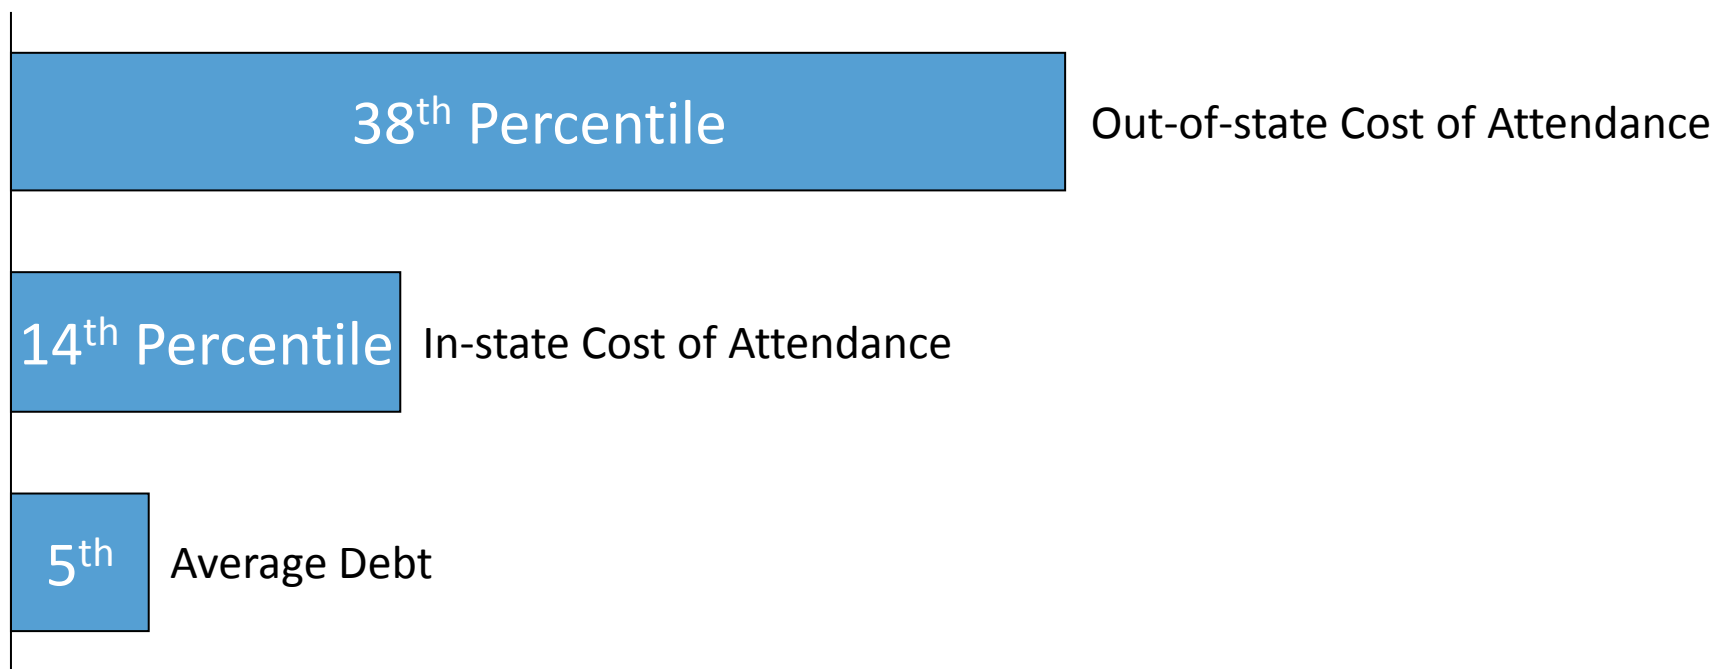 38th Percentile Out-of-state Cost of Attendance
14th Percentile In-state Cost of Attendance
5th Average Debt